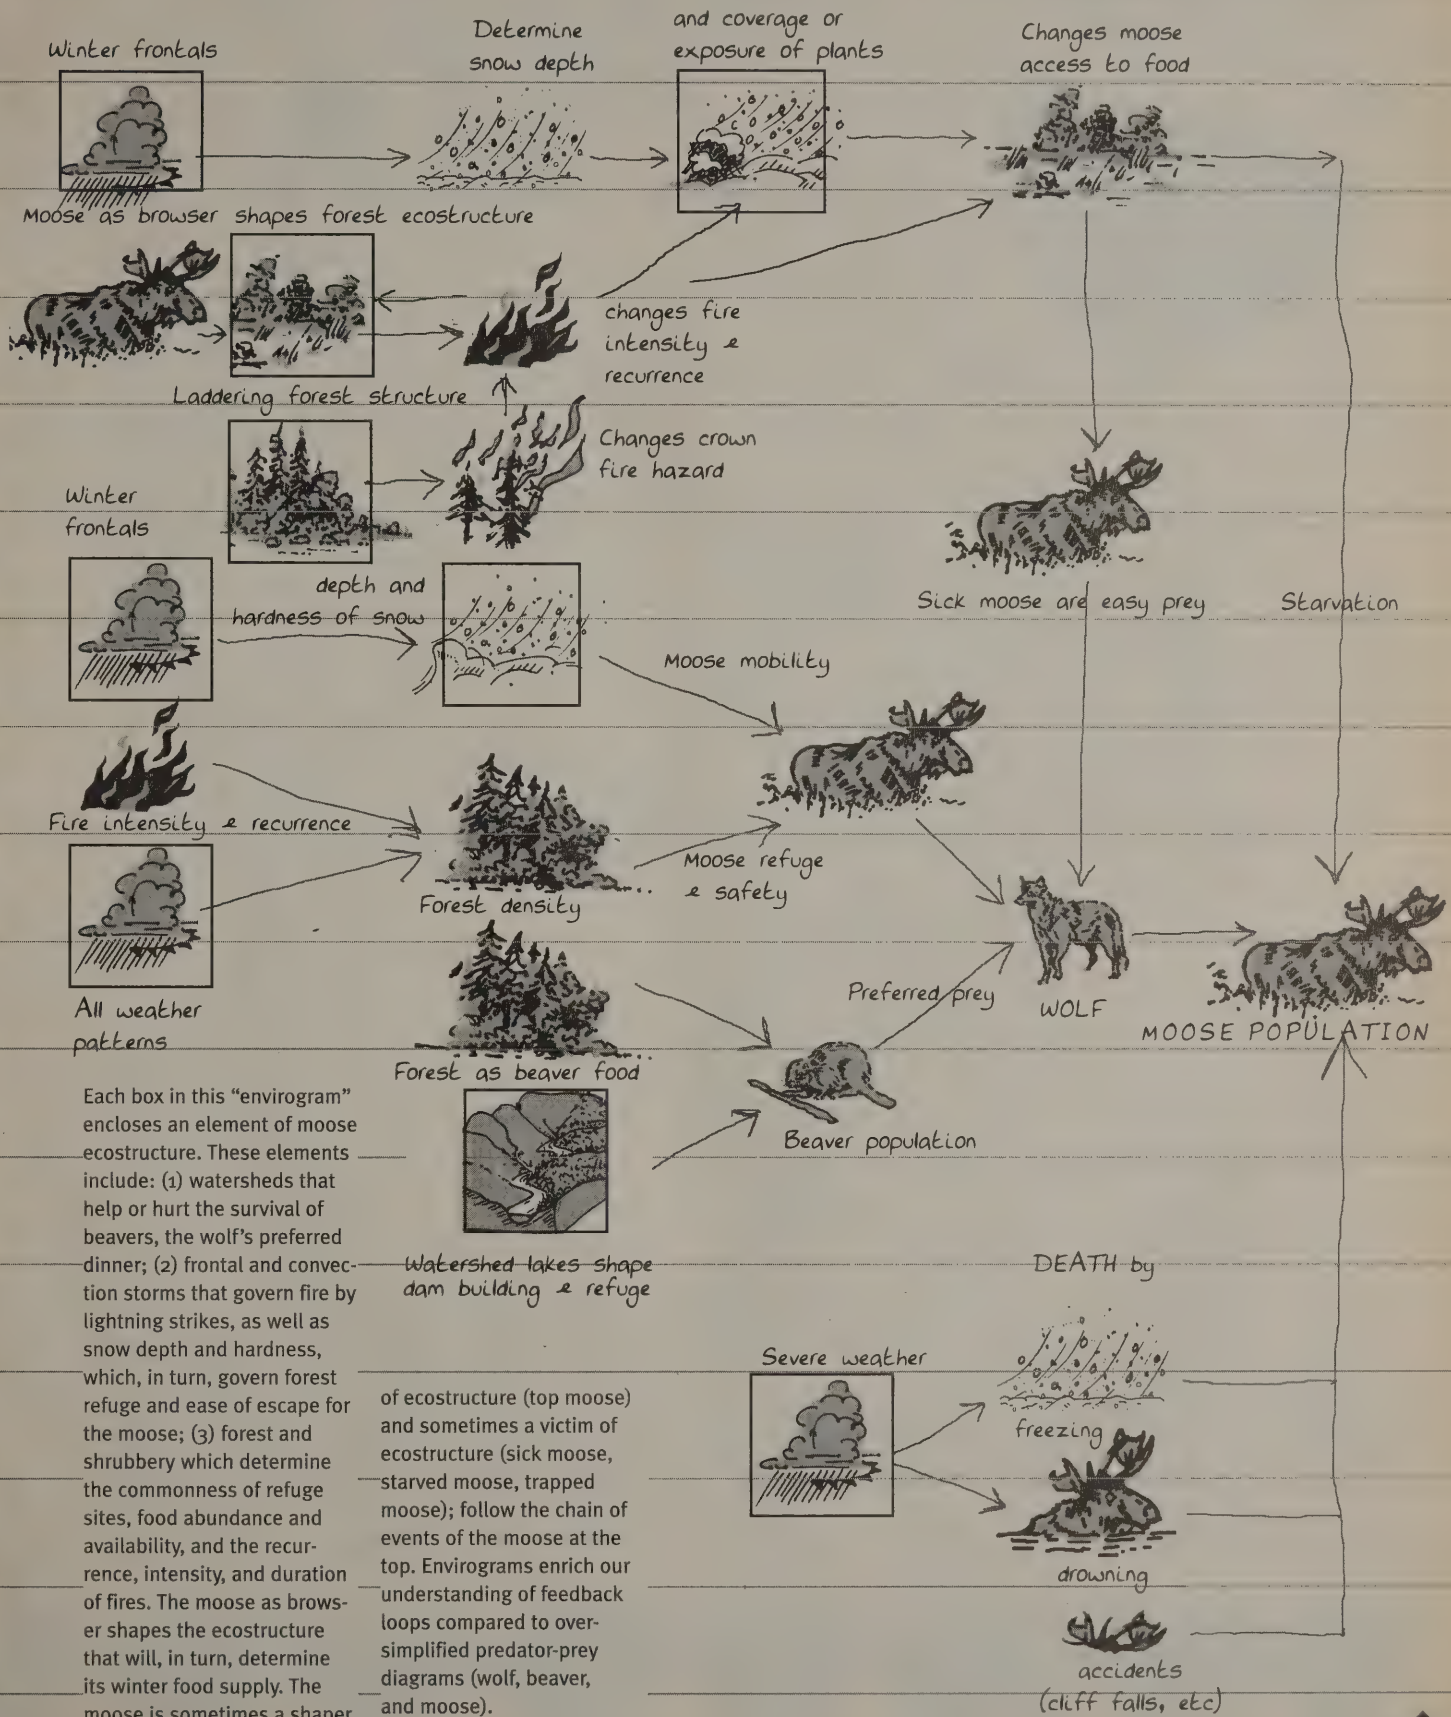 Winter frontals
Determine
snow depth
and coverage or
exposure of plants
Changes moose
access to food
Moose as browser shapes forest ecostructure
changes fire
intensity &
recurrence
Laddering forest structure
Changes crown
fire hazard
Winter
frontals
depth and
hardness of snow
Sick moose are easy prey
Starvation
Moose mobility
Fire intensity & recurrence
Moose refuge
& safety
Forest density
All weather
patterns
Preferred prey
WOLF
MOOSE POPULATION
Forest as beaver food
Beaver population
Watershed lakes shape
dam building & refuge
DEATH by
Severe weather
freezing
drowning
accidents
(cliff falls, etc)
Each box in this “envirogram”
encloses an element of moose
ecostructure. These elements
include: (1) watersheds that
help or hurt the survival of
beavers, the wolf’s preferred
dinner; (2) frontal and convec-
tion storms that govern fire by
lightning strikes, as well as
snow depth and hardness,
which, in turn, govern forest
refuge and ease of escape for
the moose; (3) forest and
shrubbery which determine
the commonness of refuge
sites, food abundance and
availability, and the recur-
rence, intensity, and duration
of fires. The moose as brows-
er shapes the ecostructure
that will, in turn, determine
its winter food supply. The
moose is sometimes a shaper
of ecostructure (top moose)
and sometimes a victim of
ecostructure (sick moose,
starved moose, trapped
moose); follow the chain of
events of the moose at the
top. Envirograms enrich our
understanding of feedback
loops compared to over-
simplified predator-prey
diagrams (wolf, beaver,
and moose).